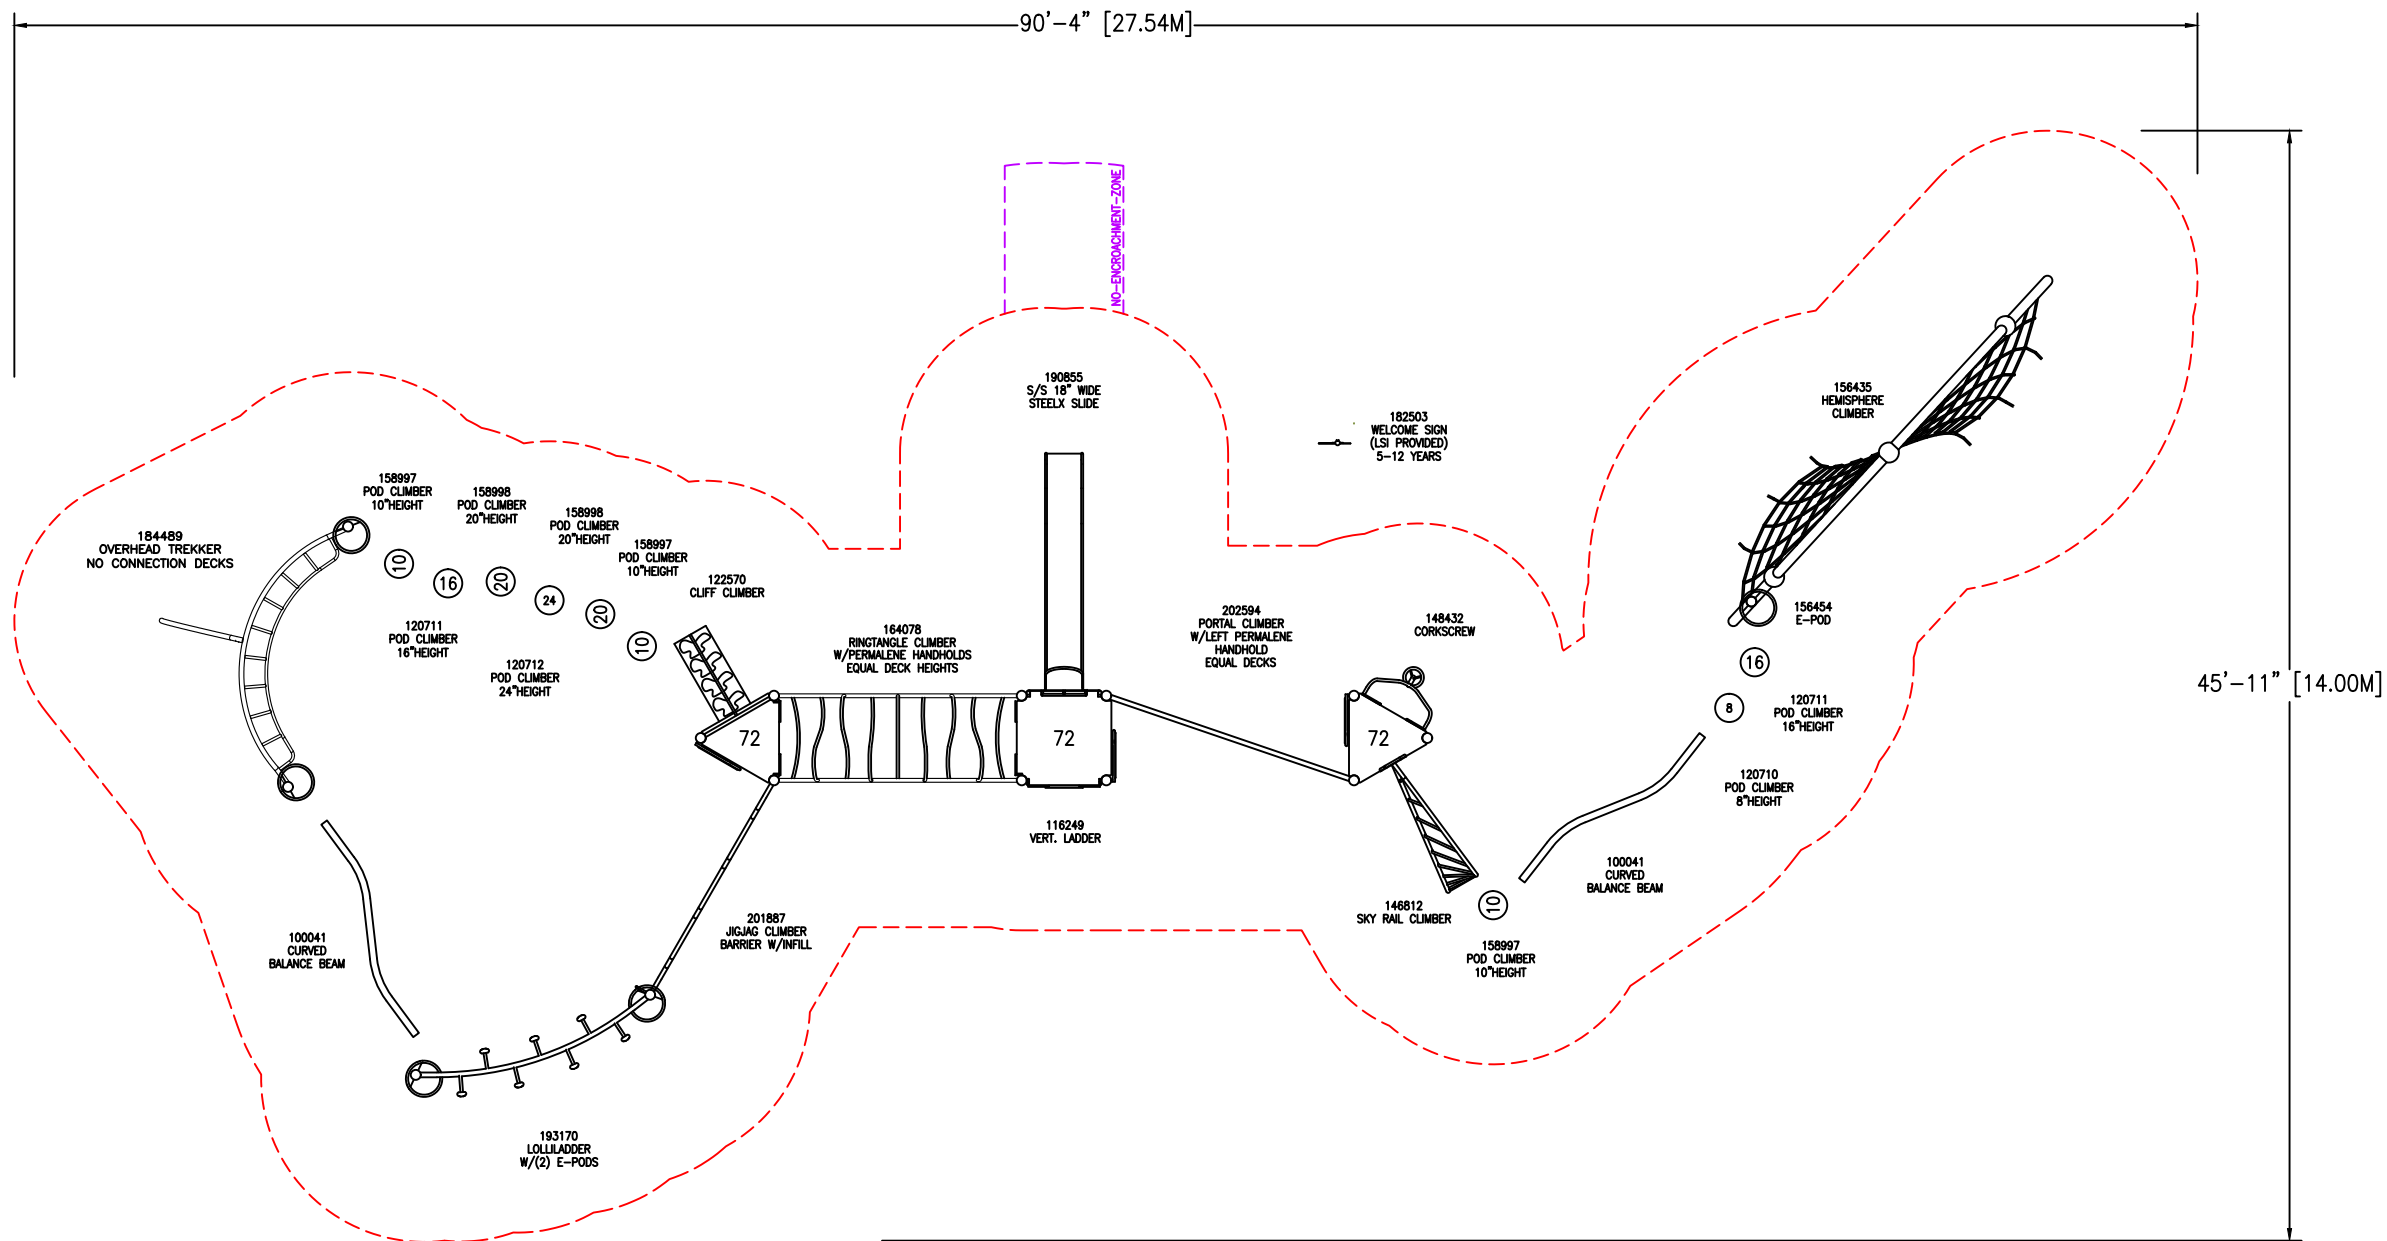 90'-4" [27.54M]
NO-ENCROACHMENT-ZONE
190855
S/S 18" WIDE
STEELX SLIDE
182503
WELCOME SIGN
(LSI PROVIDED)
5-12 YEARS
156435
HEMISPHERE
CLIMBER
158997
POD CLIMBER
10"HEIGHT
158998
POD CLIMBER
20"HEIGHT
158998
POD CLIMBER
20"HEIGHT
158997
POD CLIMBER
10"HEIGHT
184489
OVERHEAD TREKKER
NO CONNECTION DECKS
10
16
20
24
20
10
122570
CLIFF CLIMBER
120711
POD CLIMBER
16"HEIGHT
120712
POD CLIMBER
24"HEIGHT
164078
RINGTANGLE CLIMBER
W/PERMALENE HANDHOLDS
EQUAL DECK HEIGHTS
202594
PORTAL CLIMBER
W/LEFT PERMALENE
HANDHOLD
EQUAL DECKS
148432
CORKSCREW
156454
E-POD
16
8
45'-11" [14.00M]
120711
POD CLIMBER
16"HEIGHT
72
72
72
120710
POD CLIMBER
8"HEIGHT
116249
VERT. LADDER
100041
CURVED
BALANCE BEAM
146812
SKY RAIL CLIMBER
10
158997
POD CLIMBER
10"HEIGHT
201887
JIGJAG CLIMBER
BARRIER W/INFILL
100041
CURVED
BALANCE BEAM
193170
LOLLILADDER
W/(2) E-PODS